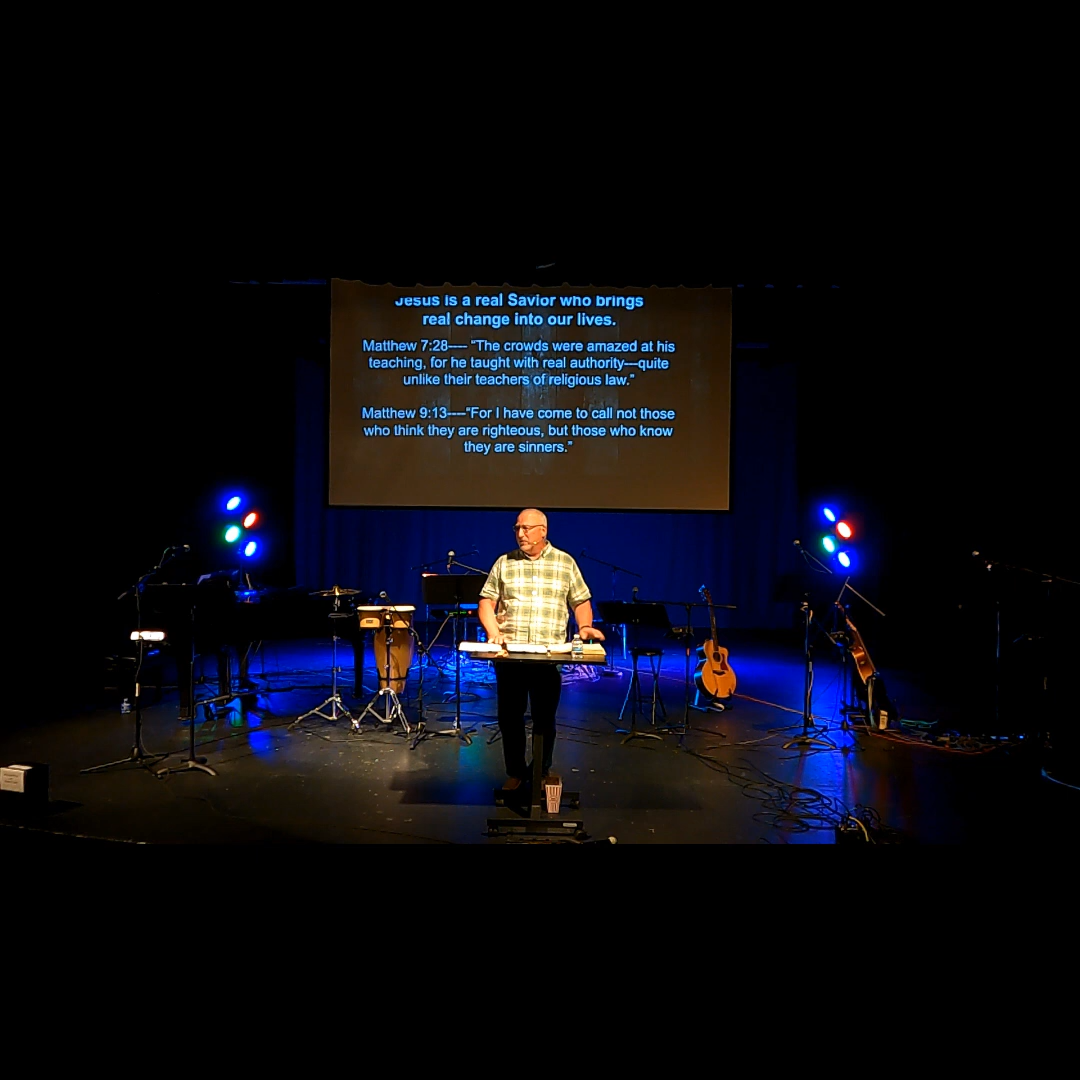 Jesus is a real Savior who brings
real change into our lives.
Matthew 7:28---- “The crowds were amazed at his
teaching, for he taught with real authority—quite
unlike their teachers of religious law.”
Matthew 9:13----“For I have come to call not those
who think they are righteous, but those who know
they are sinners.”